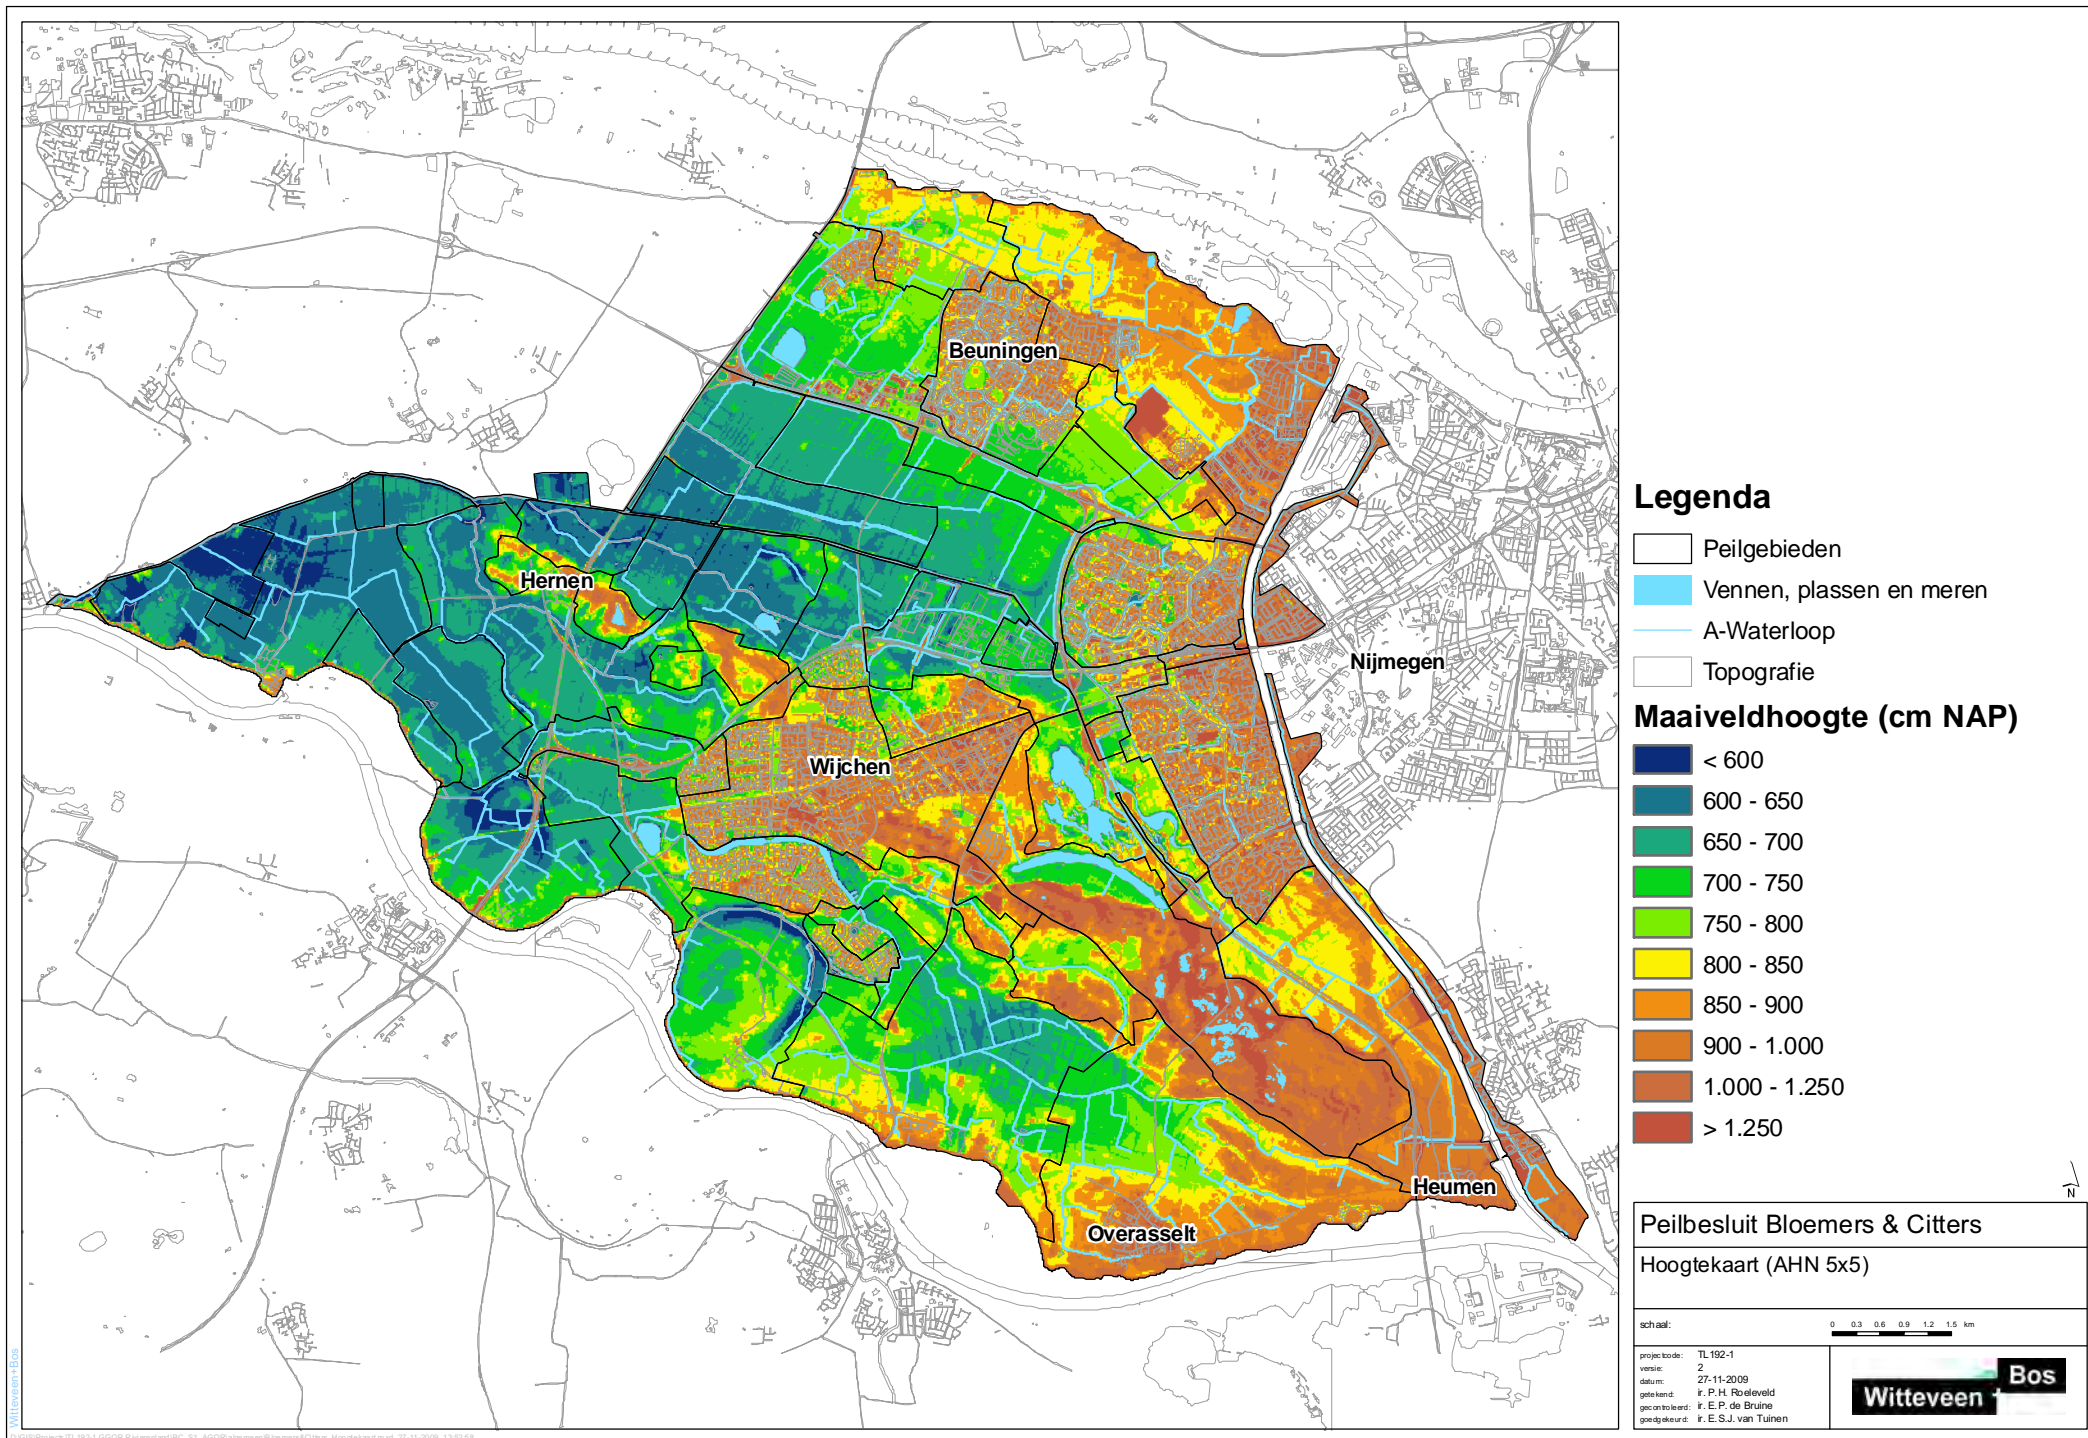 Beuningen
Hernen
Nijmegen
Wijchen
Heumen
Overasselt
Legenda
Peilgebieden
Vennen, plassen en meren
A-Waterloop
Topografie
Maaiveldhoogte (cm NAP)
< 600
600 - 650
650 - 700
700 - 750
750 - 800
800 - 850
850 - 900
900 - 1.000
1.000 - 1.250
> 1.250
N
Peilbesluit Bloemers & Citters
Hoogtekaart (AHN 5x5)
schaal:
0 0.3 0.6 0.9 1.2 1.5 km
projectcode: TL192-1
versie: 2
datum: 27-11-2009
getekend: ir. P.H. Roeleveld
gecontroleerd: ir. E.P. de Bruine
goedgekeurd: ir. E.S.J. van Tuinen
Witteveen + Bos
Witteveen+Bos